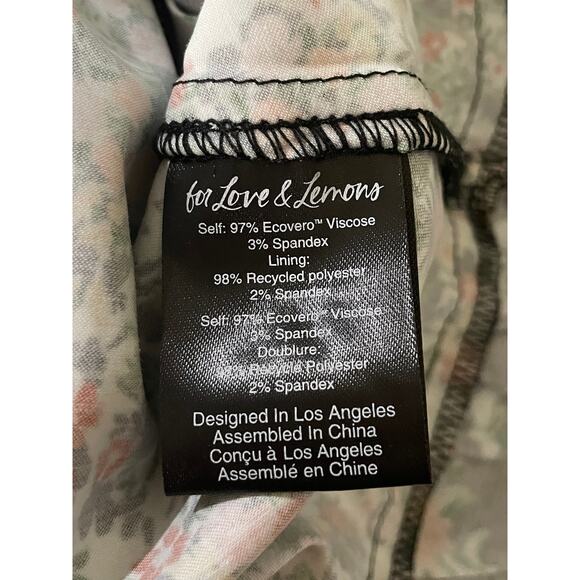 for Love & Lemons
Self: 97% Ecovero™ Viscose
3% Spandex
Lining:
98% Recycled polyester
2% Spandex
Self: 97% Ecovero™ Viscose
3% Spandex
Doublure:
98% Recycle Polyester
2% Spandex
Designed In Los Angeles
Assembled In China
Conçu à Los Angeles
Assemblé en Chine